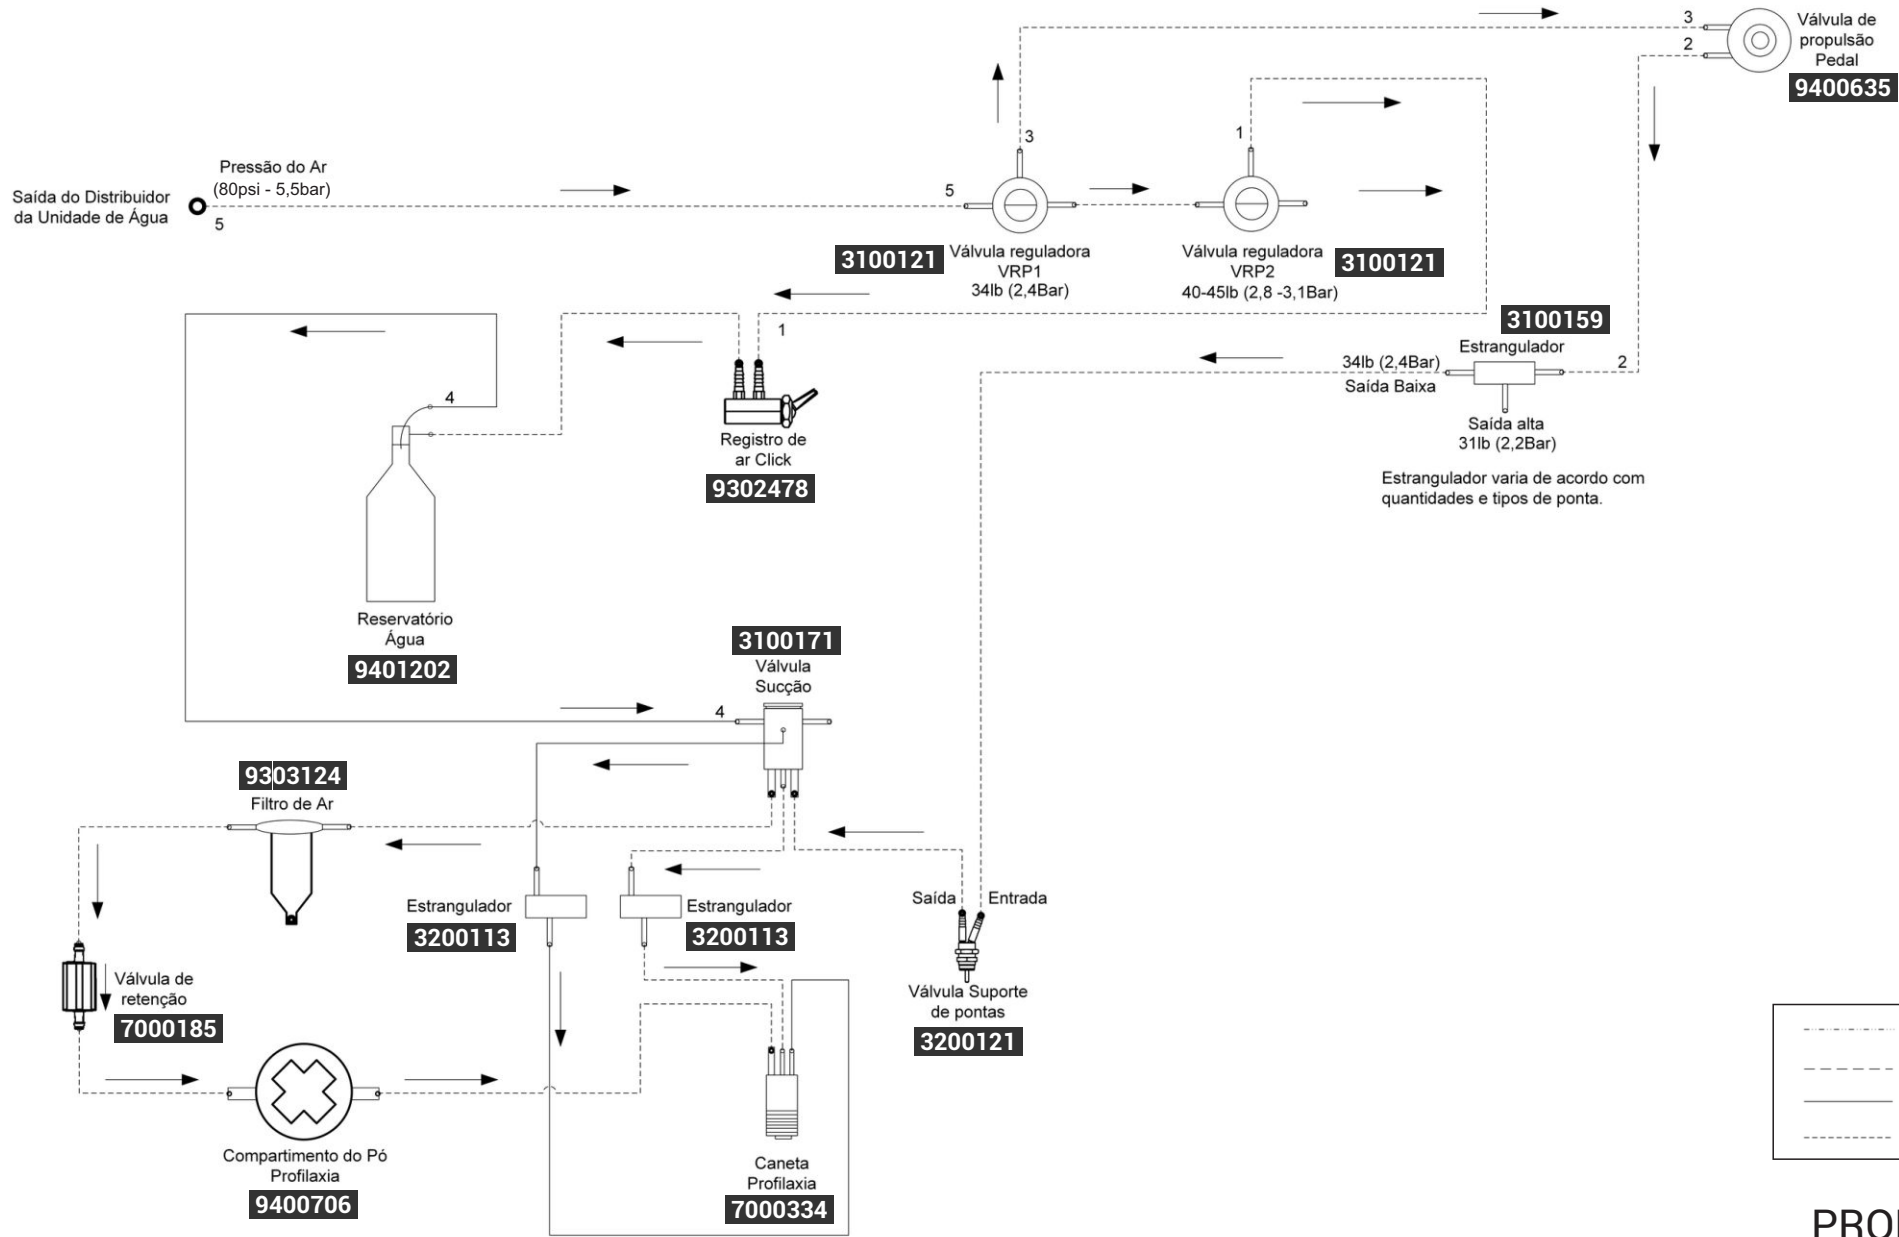 3
2
Válvula de
propulsão
Pedal
9400635
3
1
Pressão do Ar
(80psi - 5,5bar)
Saída do Distribuidor
da Unidade de Água
5
5
3100121
Válvula reguladora
VRP1
34lb (2,4Bar)
Válvula reguladora
VRP2
40-45lb (2,8 -3,1Bar)
3100121
1
3100159
Estrangulador
34lb (2,4Bar)
Saída Baixa
2
Saída alta
31lb (2,2Bar)
Estrangulador varia de acordo com
quantidades e tipos de ponta.
4
Registro de
ar Click
9302478
Reservatório
Água
9401202
3100171
Válvula
Sucção
4
9303124
Filtro de Ar
Estrangulador
3200113
Estrangulador
3200113
Saída
Entrada
Válvula Suporte
de pontas
3200121
Válvula de
retenção
7000185
Compartimento do Pó
Profilaxia
9400706
Caneta
Profilaxia
7000334